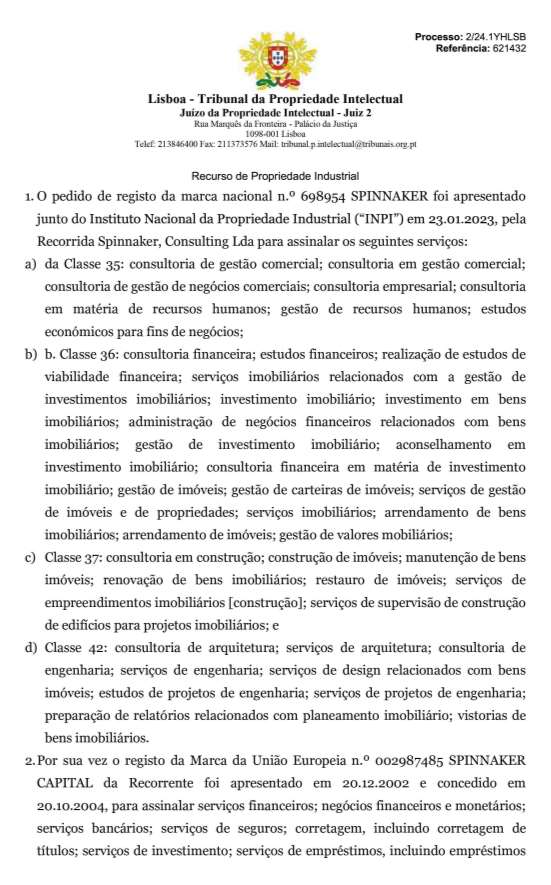 Processo: 2/24.1YHLSB
Referência: 621432
Lisboa - Tribunal da Propriedade Intelectual
Juízo da Propriedade Intelectual - Juiz 2
Rua Marquês da Fronteira - Palácio da Justiça
1098-001 Lisboa
Telef: 213846400 Fax: 211373576 Mail: tribunal.p.intelectual@tribunais.org.pt
Recurso de Propriedade Industrial
1. O pedido de registo da marca nacional n.º 698954 SPINNAKER foi apresentado
junto do Instituto Nacional da Propriedade Industrial (“INPI”) em 23.01.2023, pela
Recorrida Spinnaker, Consulting Lda para assinalar os seguintes serviços:
a) da Classe 35: consultoria de gestão comercial; consultoria em gestão comercial;
consultoria de gestão de negócios comerciais; consultoria empresarial; consultoria
em matéria de recursos humanos; gestão de recursos humanos; estudos
económicos para fins de negócios;
b) b. Classe 36: consultoria financeira; estudos financeiros; realização de estudos de
viabilidade financeira; serviços imobiliários relacionados com a gestão de
investimentos imobiliários; investimento imobiliário; investimento em bens
imobiliários; administração de negócios financeiros relacionados com bens
imobiliários; gestão de investimento imobiliário; aconselhamento em
investimento imobiliário; consultoria financeira em matéria de investimento
imobiliário; gestão de imóveis; gestão de carteiras de imóveis; serviços de gestão
de imóveis e de propriedades; serviços imobiliários; arrendamento de bens
imobiliários; arrendamento de imóveis; gestão de valores mobiliários;
c) Classe 37: consultoria em construção; construção de imóveis; manutenção de bens
imóveis; renovação de bens imobiliários; restauro de imóveis; serviços de
empreendimentos imobiliários [construção]; serviços de supervisão de construção
de edifícios para projetos imobiliários; e
d) Classe 42: consultoria de arquitetura; serviços de arquitetura; consultoria de
engenharia; serviços de engenharia; serviços de design relacionados com bens
imóveis; estudos de projetos de engenharia; serviços de projetos de engenharia;
preparação de relatórios relacionados com planeamento imobiliário; vistorias de
bens imobiliários.
2. Por sua vez o registo da Marca da União Europeia n.º 002987485 SPINNAKER
CAPITAL da Recorrente foi apresentado em 20.12.2002 e concedido em
20.10.2004, para assinalar serviços financeiros; negócios financeiros e monetários;
serviços bancários; serviços de seguros; corretagem, incluindo corretagem de
títulos; serviços de investimento; serviços de empréstimos, incluindo empréstimos